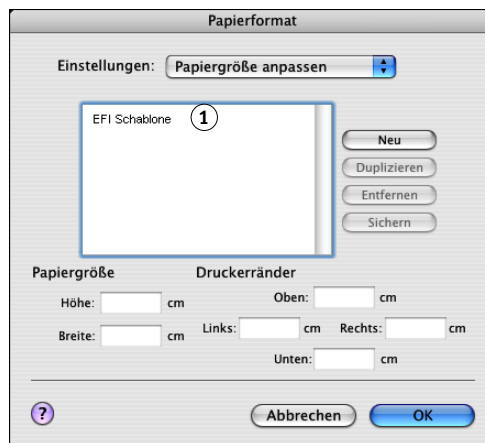 Papierformat
Einstellungen: Papiergröße anpassen
EFI Schablone 1
Neu
Duplizieren
Entfernen
Sichern
Papiergröße Druckerränder
Höhe: cm Oben: cm
Breite: cm Links: cm Rechts: cm
Unten: cm
? Abbrechen OK